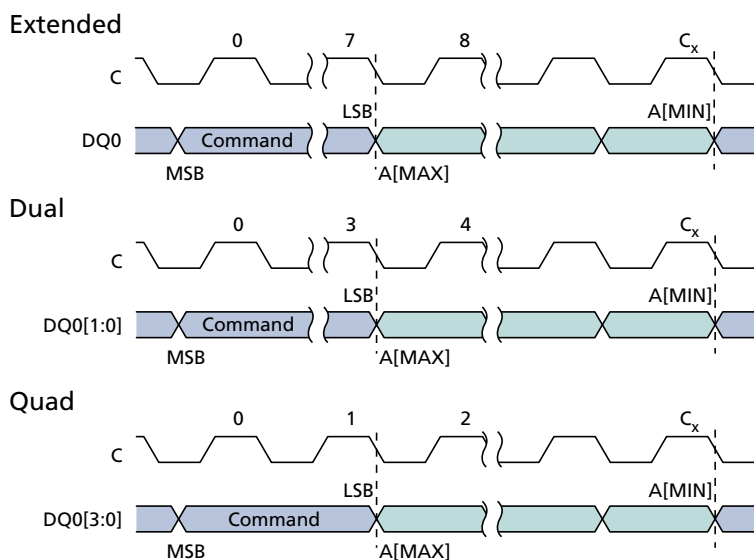 Extended
0 7 8 Cx
C
LSB A[MIN]
DQ0 Command
MSB A[MAX]
Dual
0 3 4 Cx
C
LSB A[MIN]
DQ0[1:0] Command
MSB A[MAX]
Quad
0 1 2 Cx
C
LSB A[MIN]
DQ0[3:0] Command
MSB A[MAX]